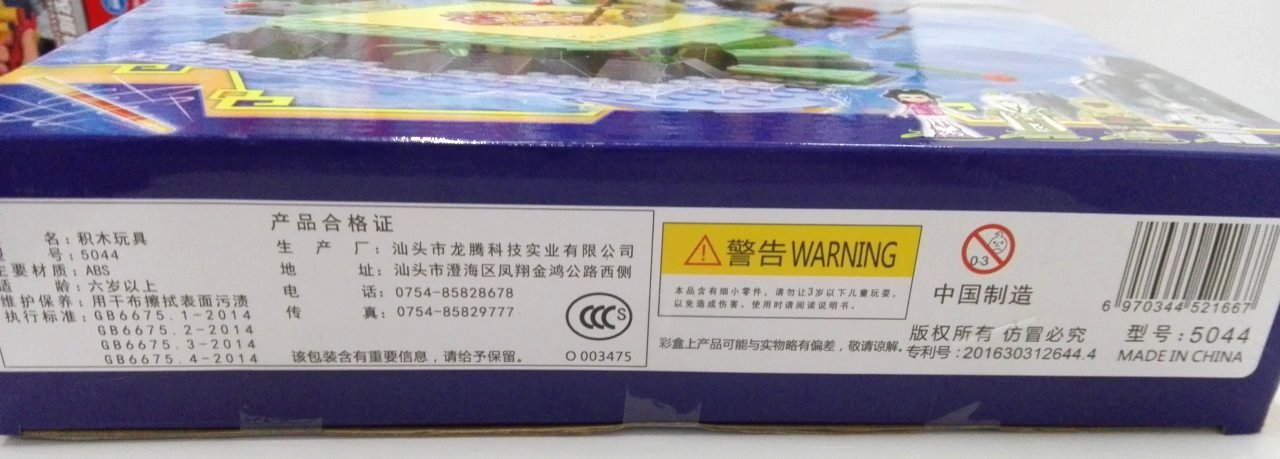 产品合格证
名：积木玩具
号：5044
主要材质：ABS
适 龄：六岁以上
维护保养：用干布擦拭表面污渍
执行标准：GB6675.1-2014
GB6675.2-2014
GB6675.3-2014
GB6675.4-2014
生产厂：汕头市龙腾科技实业有限公司
地址：汕头市澄海区凤翔金鸿公路西侧
电话：0754-85828678
传真：0754-85829777
该包装含有重要信息，请给予保留。
CCC S
O 003475
警告WARNING
本品含有细小零件，请勿让3岁以下儿童玩耍，
以免造成伤害。使用时请阅读说明书。
彩盒上产品可能与实物略有偏差，敬请谅解。
0-3
中国制造
版权所有 仿冒必究
专利号：201630312644.4
6 970344 521667
型号：5044
MADE IN CHINA